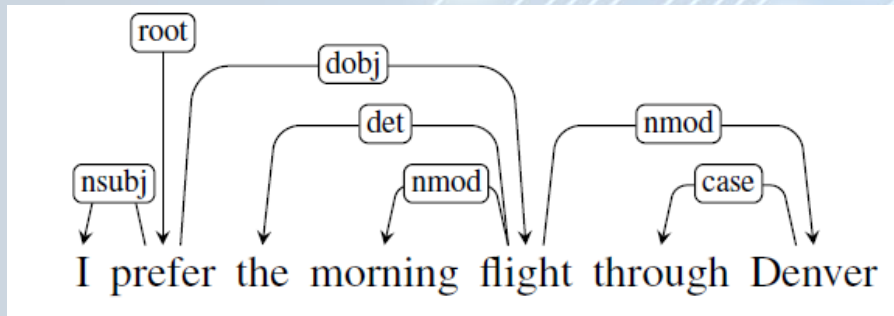 root
dobj
det
nmod
nsubj
nmod
case
I prefer the morning flight through Denver